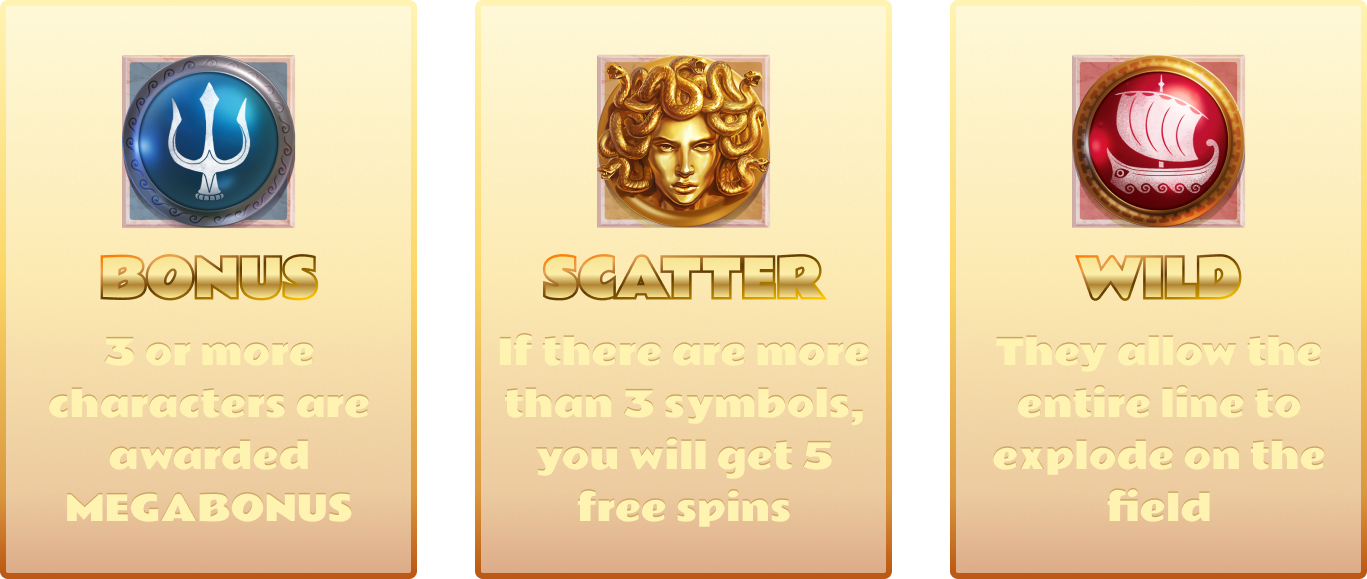 BONUS
3 or more
characters are
awarded
MEGABONUS
SCATTER
If there are more
than 3 symbols,
you will get 5
free spins
WILD
They allow the
entire line to
explode on the
field